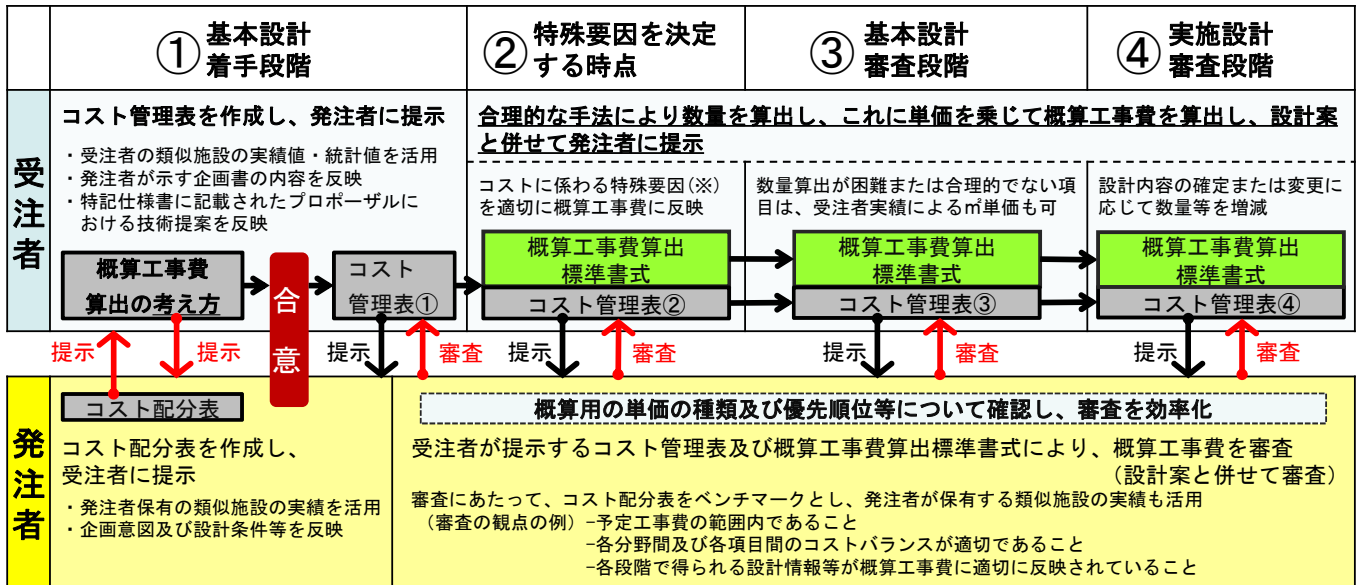 ① 基本設計
着手段階
② 特殊要因を決定
する時点
③ 基本設計
審査段階
④ 実施設計
審査段階
受注者
コスト管理表を作成し、発注者に提示
・受注者の類似施設の実績値・統計値を活用
・発注者が示す企画書の内容を反映
・特記仕様書に記載されたプロポーザルに
おける技術提案を反映
合理的な手法により数量を算出し、これに単価を乗じて概算工事費を算出し、設計案
と併せて発注者に提示
コストに係わる特殊要因(※)
を適切に概算工事費に反映
数量算出が困難または合理的でない項
目は、受注者実績による㎡単価も可
設計内容の確定または変更に
応じて数量等を増減
概算工事費
算出の考え方
合意
コスト
管理表①
概算工事費算出
標準書式
コスト管理表②
概算工事費算出
標準書式
コスト管理表③
概算工事費算出
標準書式
コスト管理表④
提示
提示
提示
審査
提示
審査
提示
審査
提示
審査
発注者
コスト配分表
コスト配分表を作成し、
受注者に提示
・発注者保有の類似施設の実績を活用
・企画意図及び設計条件等を反映
概算用の単価の種類及び優先順位等について確認し、審査を効率化
受注者が提示するコスト管理表及び概算工事費算出標準書式により、概算工事費を審査
(設計案と併せて審査)
審査にあたって、コスト配分表をベンチマークとし、発注者が保有する類似施設の実績も活用
(審査の観点の例) -予定工事費の範囲内であること
-各分野間及び各項目間のコストバランスが適切であること
-各段階で得られる設計情報等が概算工事費に適切に反映されていること